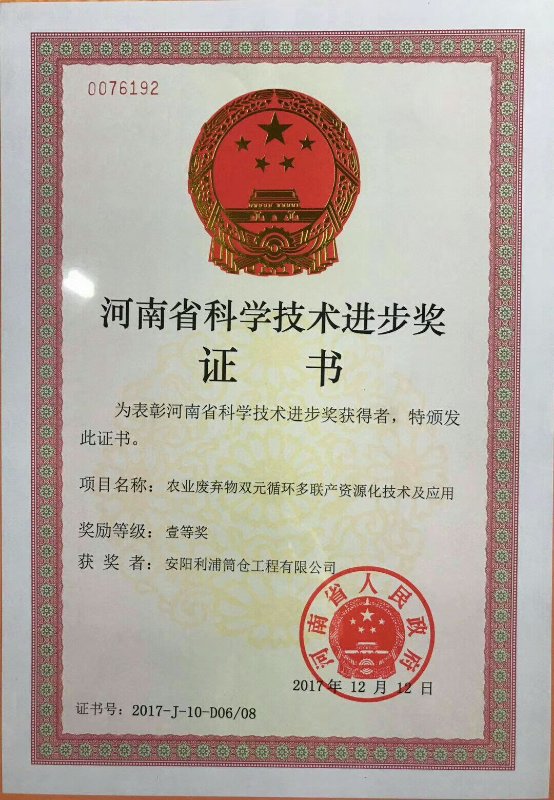 0076192
河南省科学技术进步奖
证 书
为表彰河南省科学技术进步奖获得者，特颁发
此证书。
项目名称：农业废弃物双元循环多联产资源化技术及应用
奖励等级：壹等奖
获 奖 者：安阳利浦筒仓工程有限公司
河南省人民政府
2017年 12 月 12 日
证书号：2017-J-10-D06/08